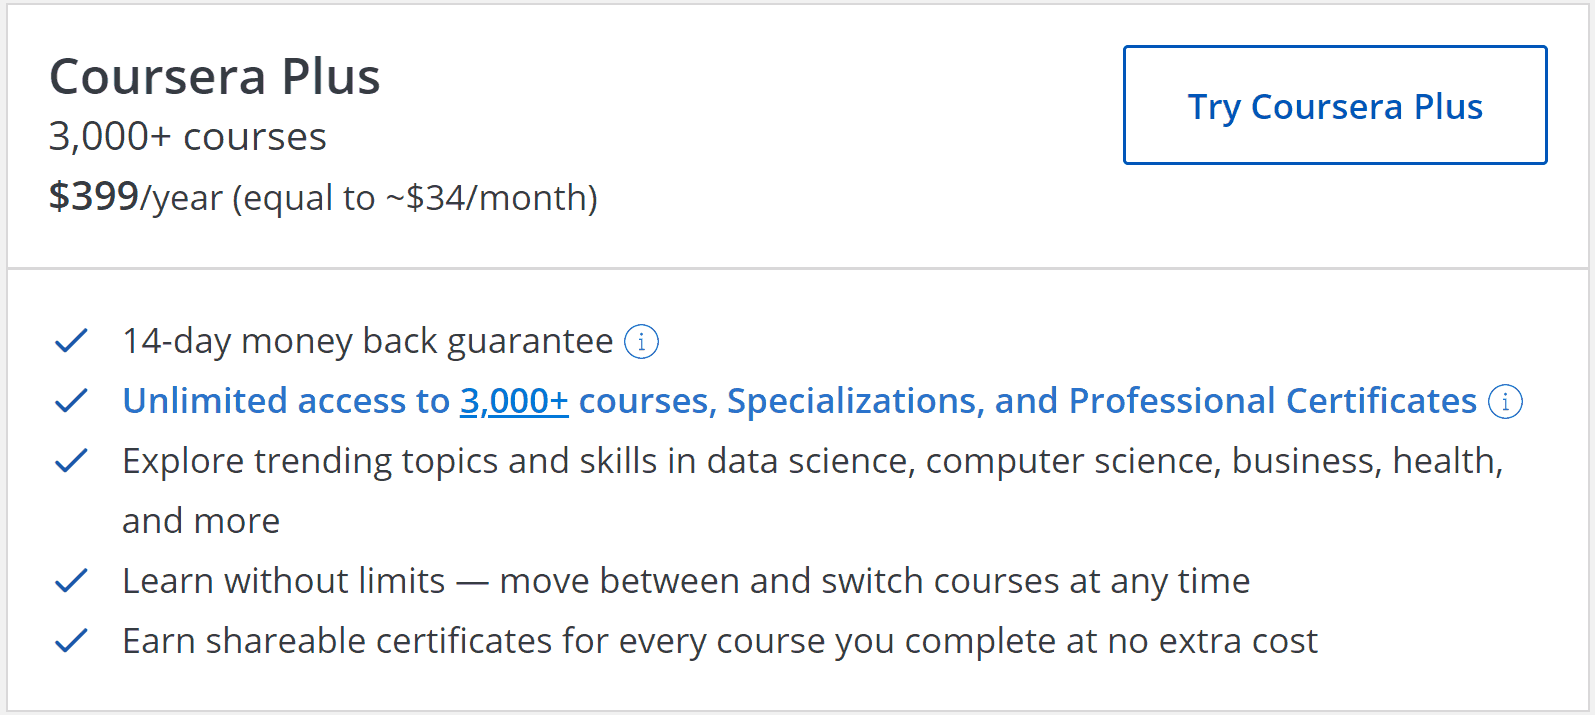 Coursera Plus
Try Coursera Plus
3,000+ courses
$399/year (equal to ~$34/month)
14-day money back guarantee
Unlimited access to 3,000+ courses, Specializations, and Professional Certificates
Explore trending topics and skills in data science, computer science, business, health,
and more
Learn without limits — move between and switch courses at any time
Earn shareable certificates for every course you complete at no extra cost